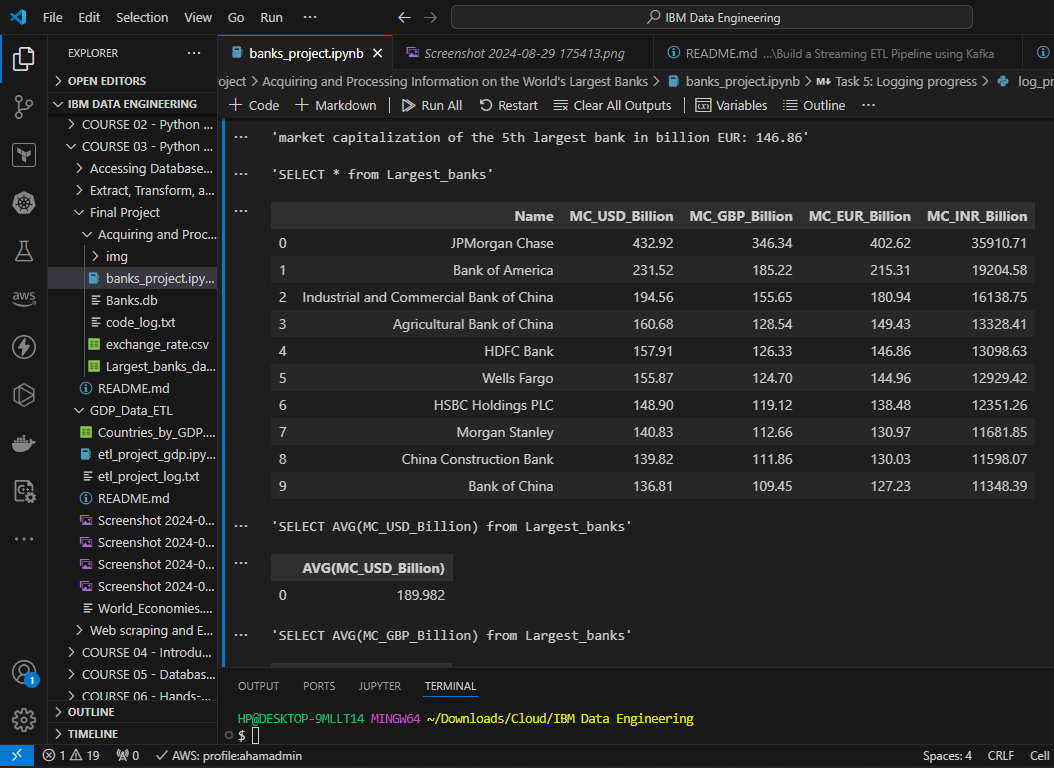 File Edit Selection View Go Run ··· IBM Data Engineering
EXPLORER ···
OPEN EDITORS
IBM DATA ENGINEERING
COURSE 02 - Python ...
COURSE 03 - Python ...
Accessing Database...
Extract, Transform, a...
Final Project
Acquiring and Proc...
img
banks_project.ipy...
Banks.db
code_log.txt
exchange_rate.csv
Largest_banks_da...
README.md
GDP_Data_ETL
Countries_by_GDP....
etl_project_gdp.ipy...
etl_project_log.txt
README.md
Screenshot 2024-0...
Screenshot 2024-0...
Screenshot 2024-0...
Screenshot 2024-0...
World_Economies....
Web scraping and E...
COURSE 04 - Introdu...
COURSE 05 - Databas...
COURSE 06 - Hands-...
OUTLINE
TIMELINE
aws
1
banks_project.ipynb Screenshot 2024-08-29 175413.png README.md ...\Build a Streaming ETL Pipeline using Kafka
oject > Acquiring and Processing Information on the World's Largest Banks > banks_project.ipynb > M↓ Task 5: Logging progress > log_pr
+ Code + Markdown Run All Restart Clear All Outputs Variables Outline ···
'market capitalization of the 5th largest bank in billion EUR: 146.86'
'SELECT * from Largest_banks'
Name MC_USD_Billion MC_GBP_Billion MC_EUR_Billion MC_INR_Billion
0 JPMorgan Chase 432.92 346.34 402.62 35910.71
1 Bank of America 231.52 185.22 215.31 19204.58
2 Industrial and Commercial Bank of China 194.56 155.65 180.94 16138.75
3 Agricultural Bank of China 160.68 128.54 149.43 13328.41
4 HDFC Bank 157.91 126.33 146.86 13098.63
5 Wells Fargo 155.87 124.70 144.96 12929.42
6 HSBC Holdings PLC 148.90 119.12 138.48 12351.26
7 Morgan Stanley 140.83 112.66 130.97 11681.85
8 China Construction Bank 139.82 111.86 130.03 11598.07
9 Bank of China 136.81 109.45 127.23 11348.39
'SELECT AVG(MC_USD_Billion) from Largest_banks'
AVG(MC_USD_Billion)
0 189.982
'SELECT AVG(MC_GBP_Billion) from Largest_banks'
OUTPUT PORTS JUPYTER TERMINAL
HP@DESKTOP-9MLLT14 MINGW64 ~/Downloads/Cloud/IBM Data Engineering
$
1 19 0 AWS: profile:ahamadmin Spaces: 4 CRLF Cell